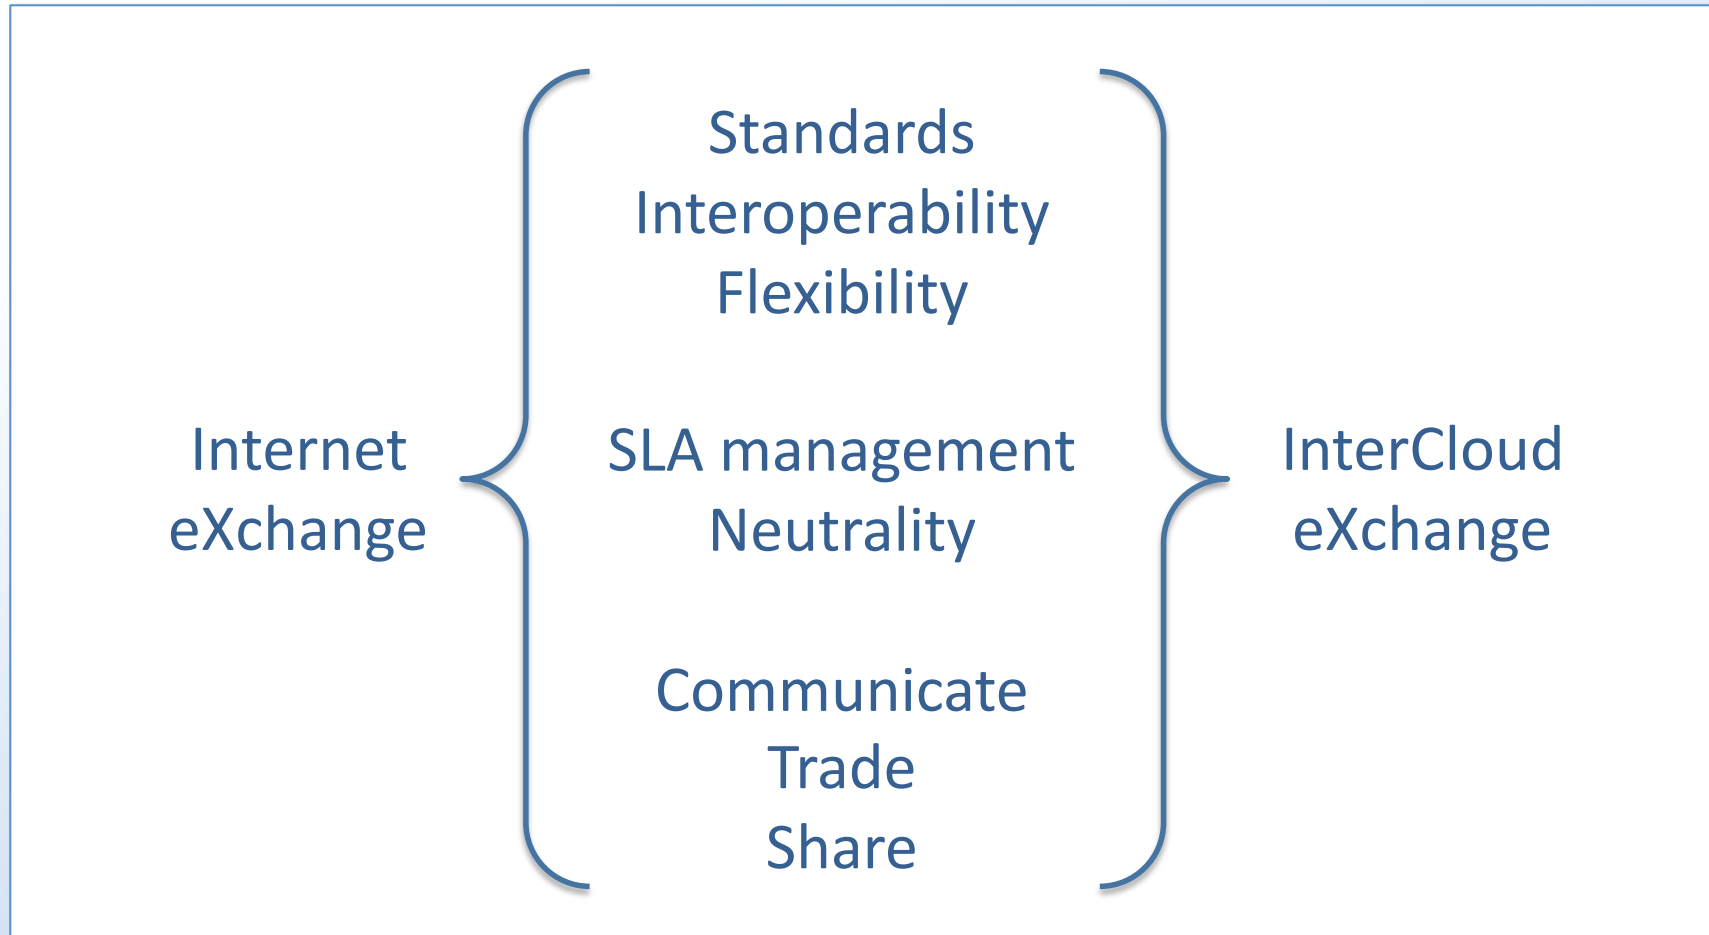 Standards
Interoperability
Flexibility
Internet
eXchange
SLA management
Neutrality
InterCloud
eXchange
Communicate
Trade
Share